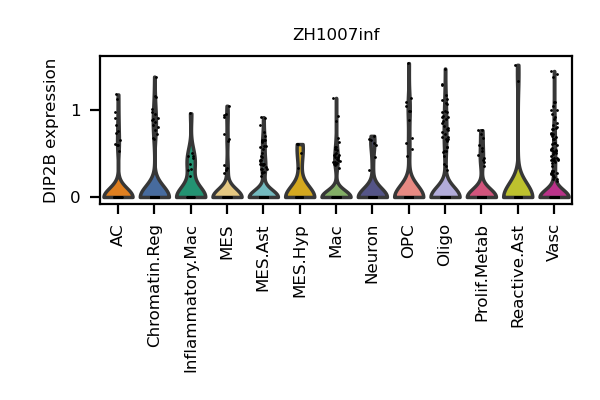 ZH1007inf
DIP2B expression
1
0
AC
Chromatin.Reg
Inflammatory.Mac
MES
MES.Ast
MES.Hyp
Mac
Neuron
OPC
Oligo
Prolif.Metab
Reactive.Ast
Vasc